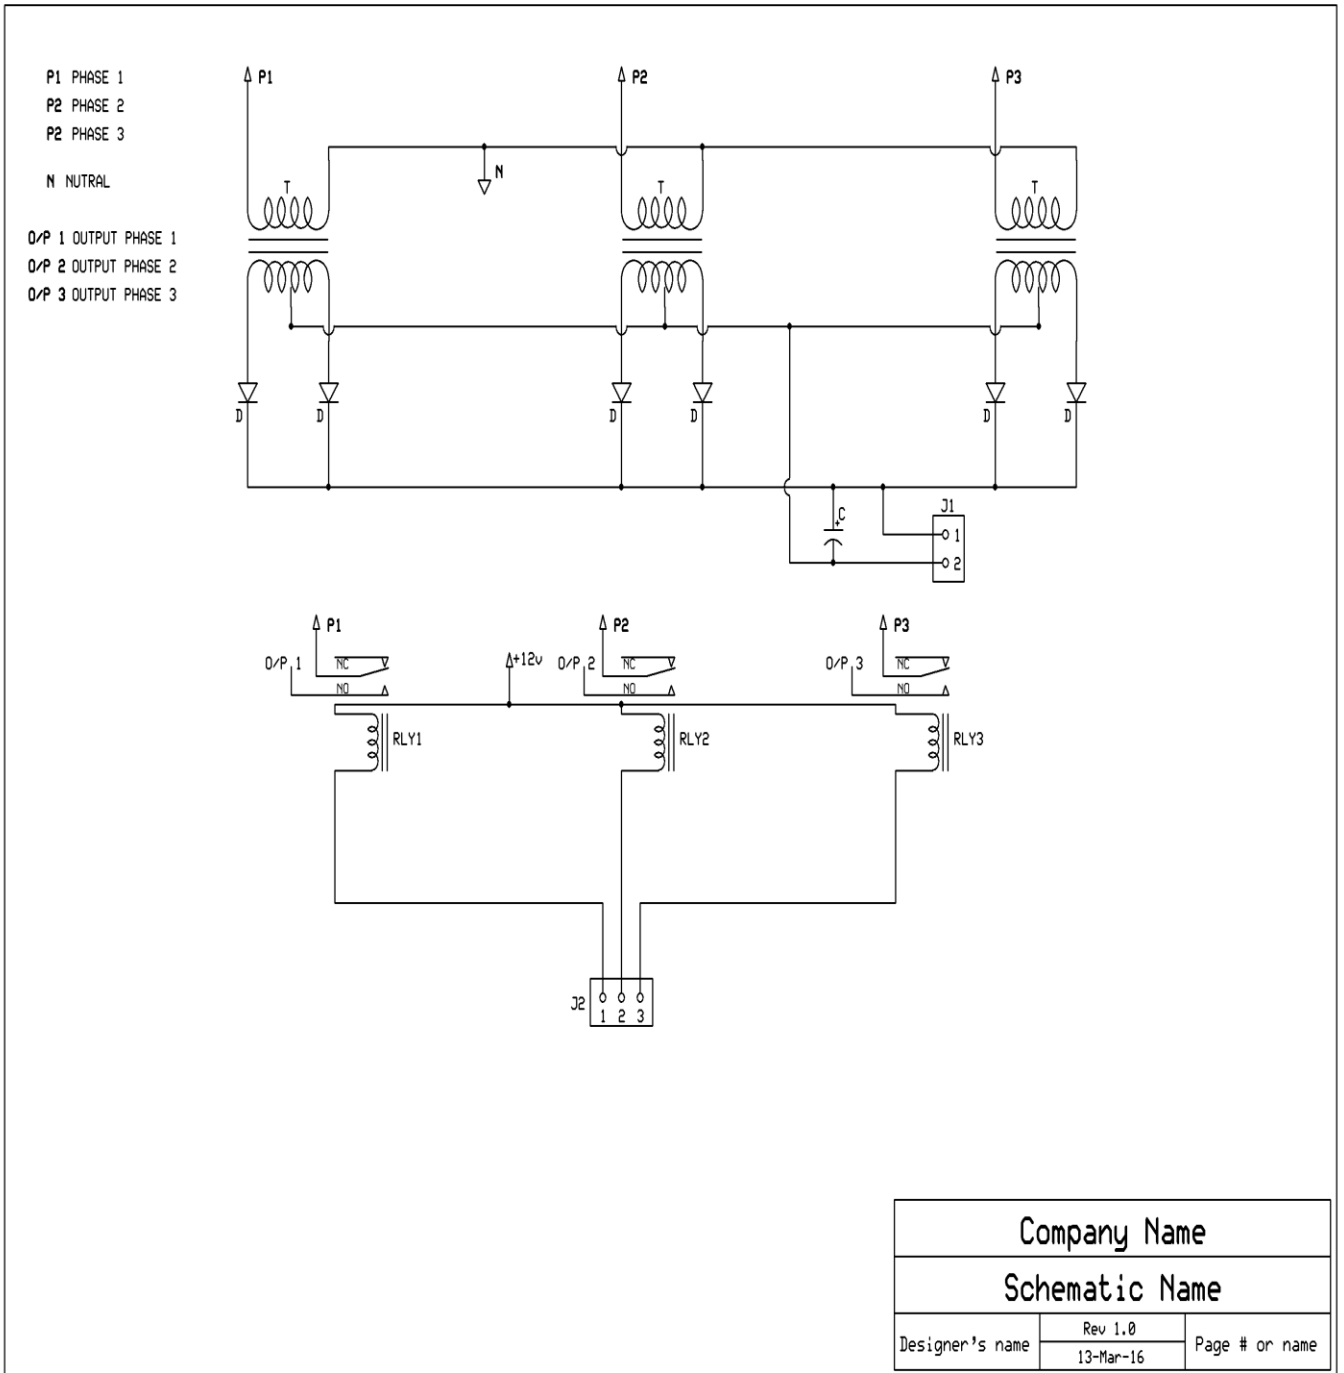 P1 PHASE 1
P2 PHASE 2
P2 PHASE 3
N NUTRAL
O/P 1 OUTPUT PHASE 1
O/P 2 OUTPUT PHASE 2
O/P 3 OUTPUT PHASE 3
P1 P2 P3
N
T T T
D D D D D D
C
+
J1
1
2
P1 P2 P3
O/P 1 NC +12v O/P 2 NC O/P 3 NC
NO NO NO
RLY1 RLY2 RLY3
J2
1 2 3
Company Name
Schematic Name
Designer's name
Rev 1.0
13-Mar-16
Page # or name